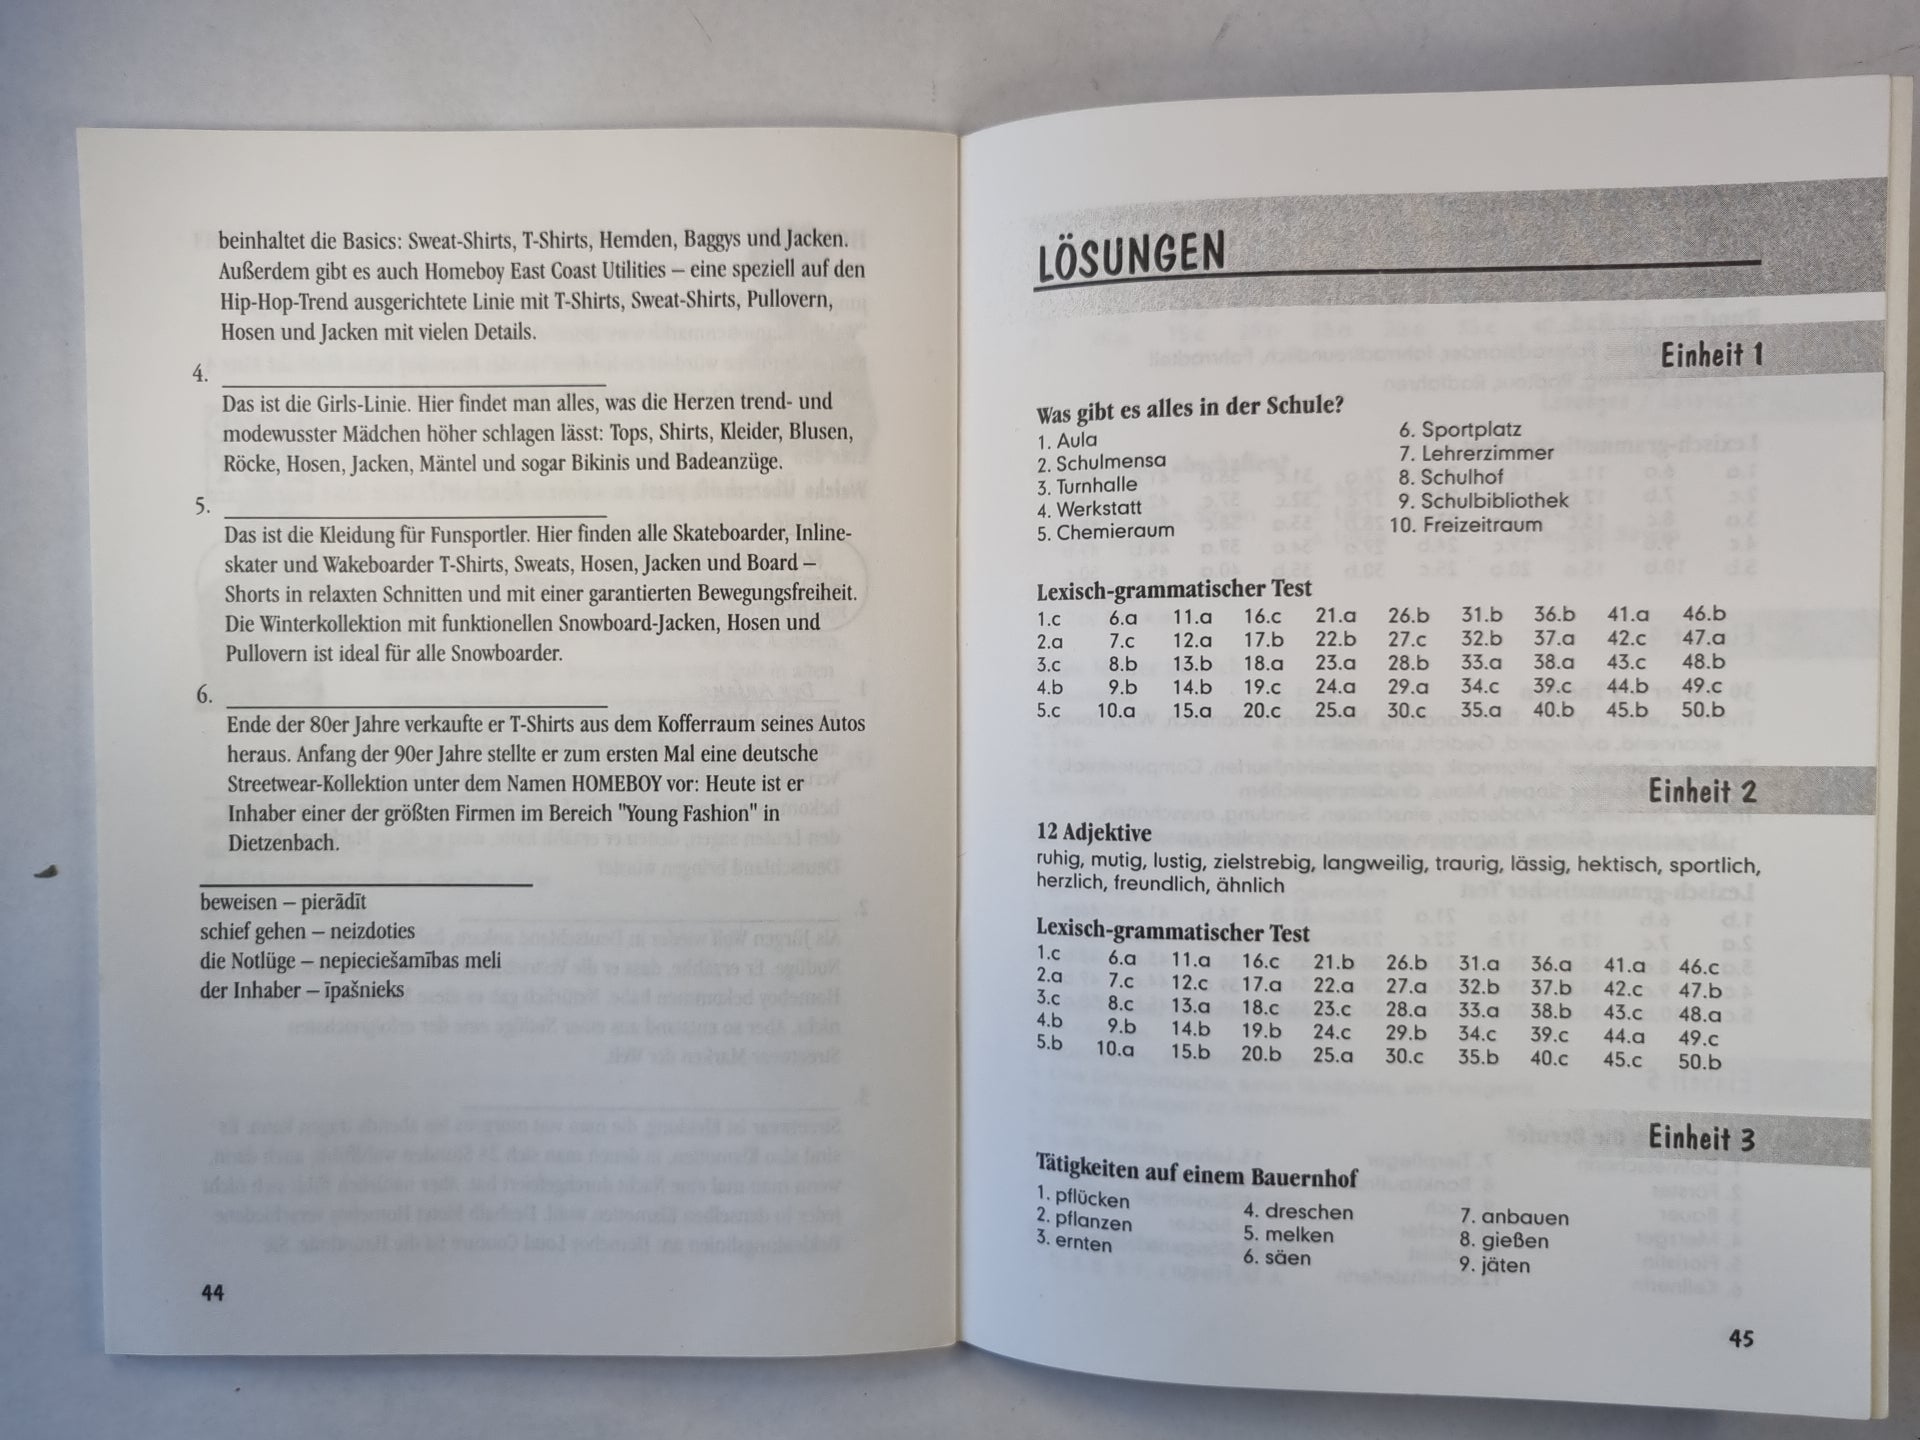 beinhaltet die Basics: Sweat-Shirts, T-Shirts, Hemden, Baggys und Jacken.
Außerdem gibt es auch Homeboy East Coast Utilities – eine speziell auf den
Hip-Hop-Trend ausgerichtete Linie mit T-Shirts, Sweat-Shirts, Pullovern,
Hosen und Jacken mit vielen Details.
4.
Das ist die Girls-Linie. Hier findet man alles, was die Herzen trend- und
modewusster Mädchen höher schlagen lässt: Tops, Shirts, Kleider, Blusen,
Röcke, Hosen, Jacken, Mäntel und sogar Bikinis und Badeanzüge.
5.
Das ist die Kleidung für Funsportler. Hier finden alle Skateboarder, Inline-
skater und Wakeboarder T-Shirts, Sweats, Hosen, Jacken und Board –
Shorts in relaxten Schnitten und mit einer garantierten Bewegungsfreiheit.
Die Winterkollektion mit funktionellen Snowboard-Jacken, Hosen und
Pullovern ist ideal für alle Snowboarder.
6.
Ende der 80er Jahre verkaufte er T-Shirts aus dem Kofferraum seines Autos
heraus. Anfang der 90er Jahre stellte er zum ersten Mal eine deutsche
Streetwear-Kollektion unter dem Namen HOMEBOY vor: Heute ist er
Inhaber einer der größten Firmen im Bereich "Young Fashion" in
Dietzenbach.
beweisen – pierādīt
schief gehen – neizdoties
die Notlüge – nepieciešamības meli
der Inhaber – īpašnieks
44
LÖSUNGEN
Einheit 1
Was gibt es alles in der Schule?
1. Aula 6. Sportplatz
2. Schulmensa 7. Lehrerzimmer
3. Turnhalle 8. Schulhof
4. Werkstatt 9. Schulbibliothek
5. Chemieraum 10. Freizeitraum
Lexisch-grammatischer Test
1.c 6.a 11.a 16.c 21.a 26.b 31.b 36.b 41.a 46.b
2.a 7.c 12.a 17.b 22.b 27.c 32.b 37.a 42.c 47.a
3.c 8.b 13.b 18.a 23.a 28.b 33.a 38.a 43.c 48.b
4.b 9.b 14.b 19.c 24.a 29.a 34.c 39.c 44.b 49.c
5.c 10.a 15.a 20.c 25.a 30.c 35.a 40.b 45.b 50.b
Einheit 2
12 Adjektive
ruhig, mutig, lustig, zielstrebig, langweilig, traurig, lässig, hektisch, sportlich,
herzlich, freundlich, ähnlich
Lexisch-grammatischer Test
1.c 6.a 11.a 16.c 21.b 26.b 31.a 36.a 41.a 46.c
2.a 7.c 12.c 17.a 22.a 27.a 32.b 37.b 42.c 47.b
3.c 8.c 13.a 18.c 23.c 28.a 33.a 38.b 43.c 48.a
4.b 9.b 14.b 19.b 24.c 29.b 34.c 39.c 44.a 49.c
5.b 10.a 15.b 20.b 25.a 30.c 35.b 40.c 45.c 50.b
Einheit 3
Tätigkeiten auf einem Bauernhof
1. pflücken 4. dreschen 7. anbauen
2. pflanzen 5. melken 8. gießen
3. ernten 6. säen 9. jäten
45